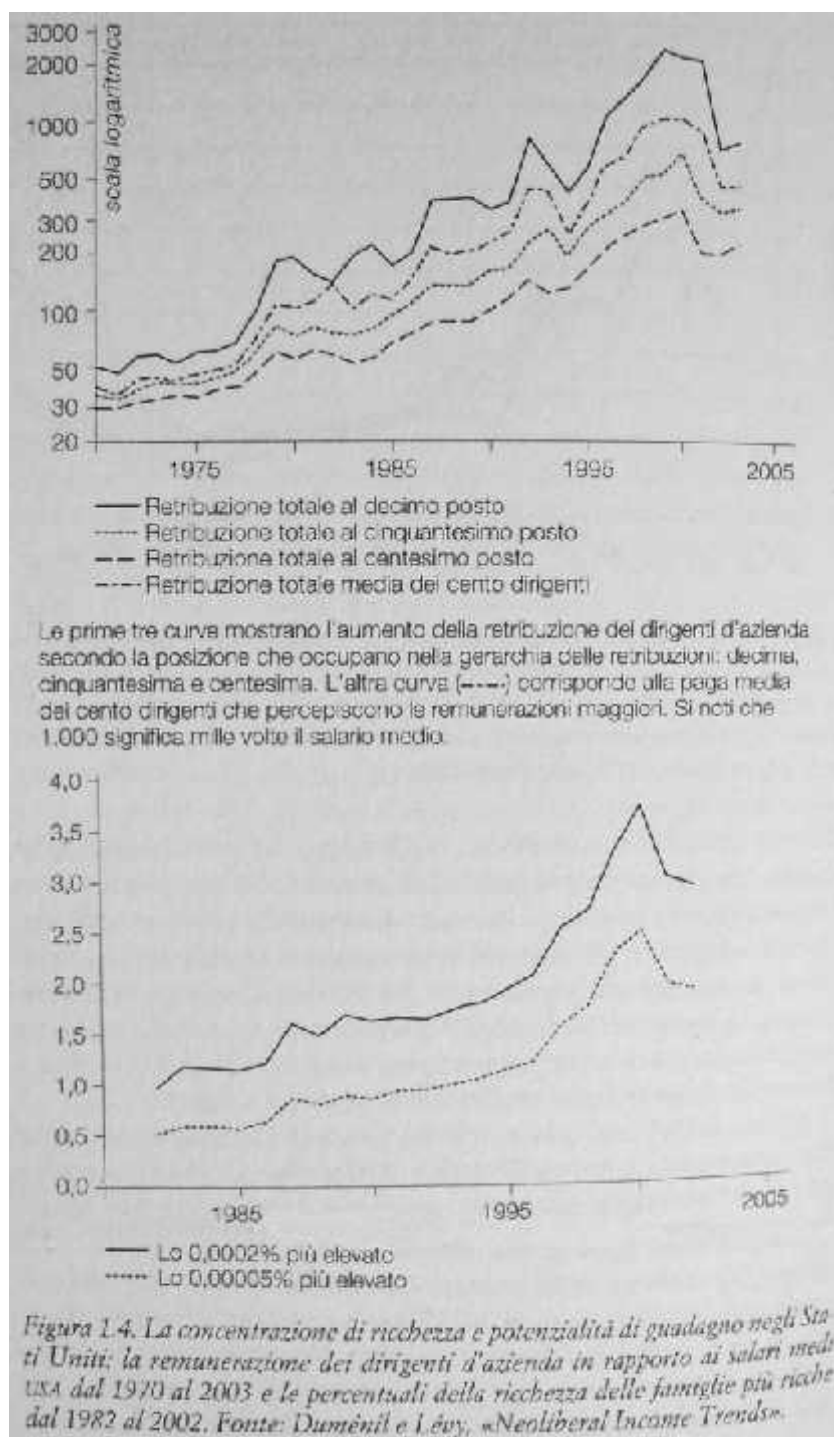 3000
2000
1000
500
300
200
100
50
30
20
scala logaritmica
1975 1985 1995 2005
Retribuzione totale al decimo posto
Retribuzione totale al cinquantesimo posto
Retribuzione totale al centesimo posto
Retribuzione totale media dei cento dirigenti
Le prime tre curve mostrano l'aumento della retribuzione dei dirigenti d'azienda
secondo la posizione che occupano nella gerarchia delle retribuzioni: decima,
cinquantesima e centesima. L'altra curva (-----) corrisponde alla paga media
dei cento dirigenti che percepiscono le remunerazioni maggiori. Si noti che
1.000 significa mille volte il salario medio.
4,0
3,5
3,0
2,5
2,0
1,5
1,0
0,5
0,0
1985 1995 2005
Lo 0,0002% più elevato
Lo 0,00005% più elevato
Figura 1.4. La concentrazione di ricchezza e potenzialità di guadagno negli Sta-
ti Uniti: la remunerazione dei dirigenti d'azienda in rapporto ai salari medi
USA dal 1970 al 2003 e le percentuali della ricchezza delle famiglie più ricche
dal 1982 al 2002. Fonte: Duménil e Lévy, «Neoliberal Income Trends».